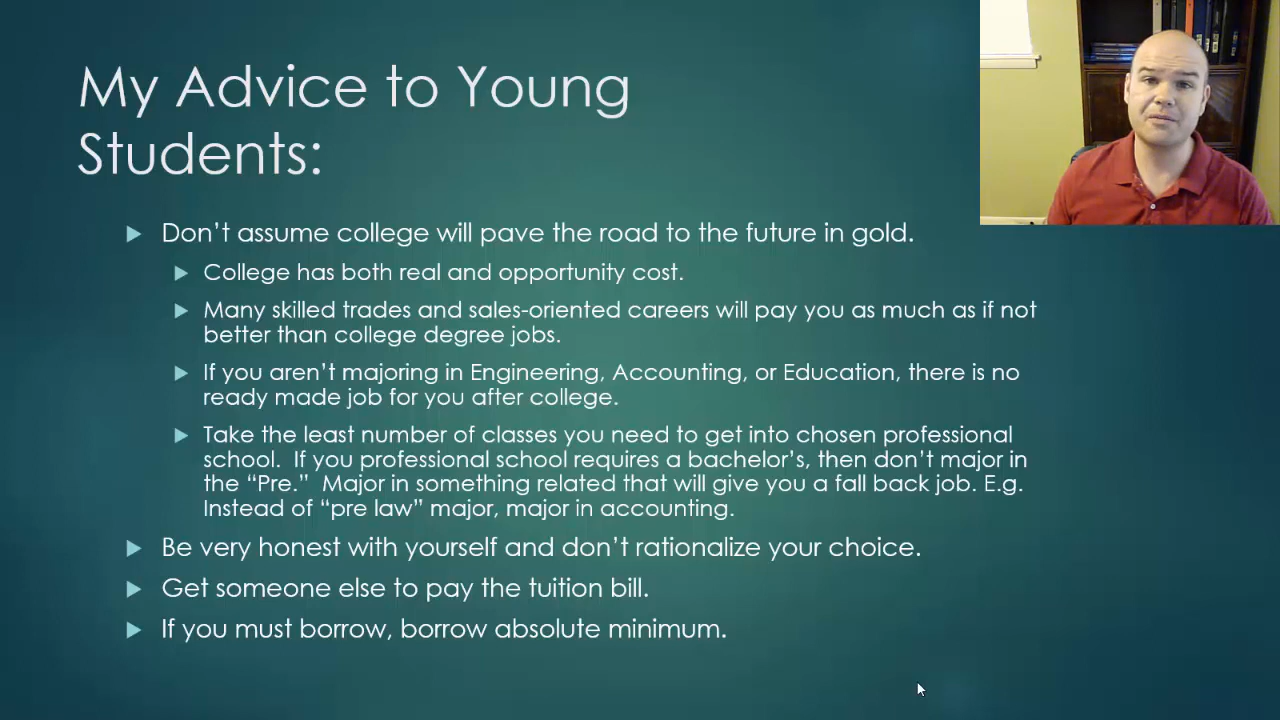 My Advice to Young
Students:
Don't assume college will pave the road to the future in gold.
College has both real and opportunity cost.
Many skilled trades and sales-oriented careers will pay you as much as if not
better than college degree jobs.
If you aren't majoring in Engineering, Accounting, or Education, there is no
ready made job for you after college.
Take the least number of classes you need to get into chosen professional
school.  If you professional school requires a bachelor's, then don't major in
the “Pre.”  Major in something related that will give you a fall back job. E.g.
Instead of “pre law” major, major in accounting.
Be very honest with yourself and don't rationalize your choice.
Get someone else to pay the tuition bill.
If you must borrow, borrow absolute minimum.